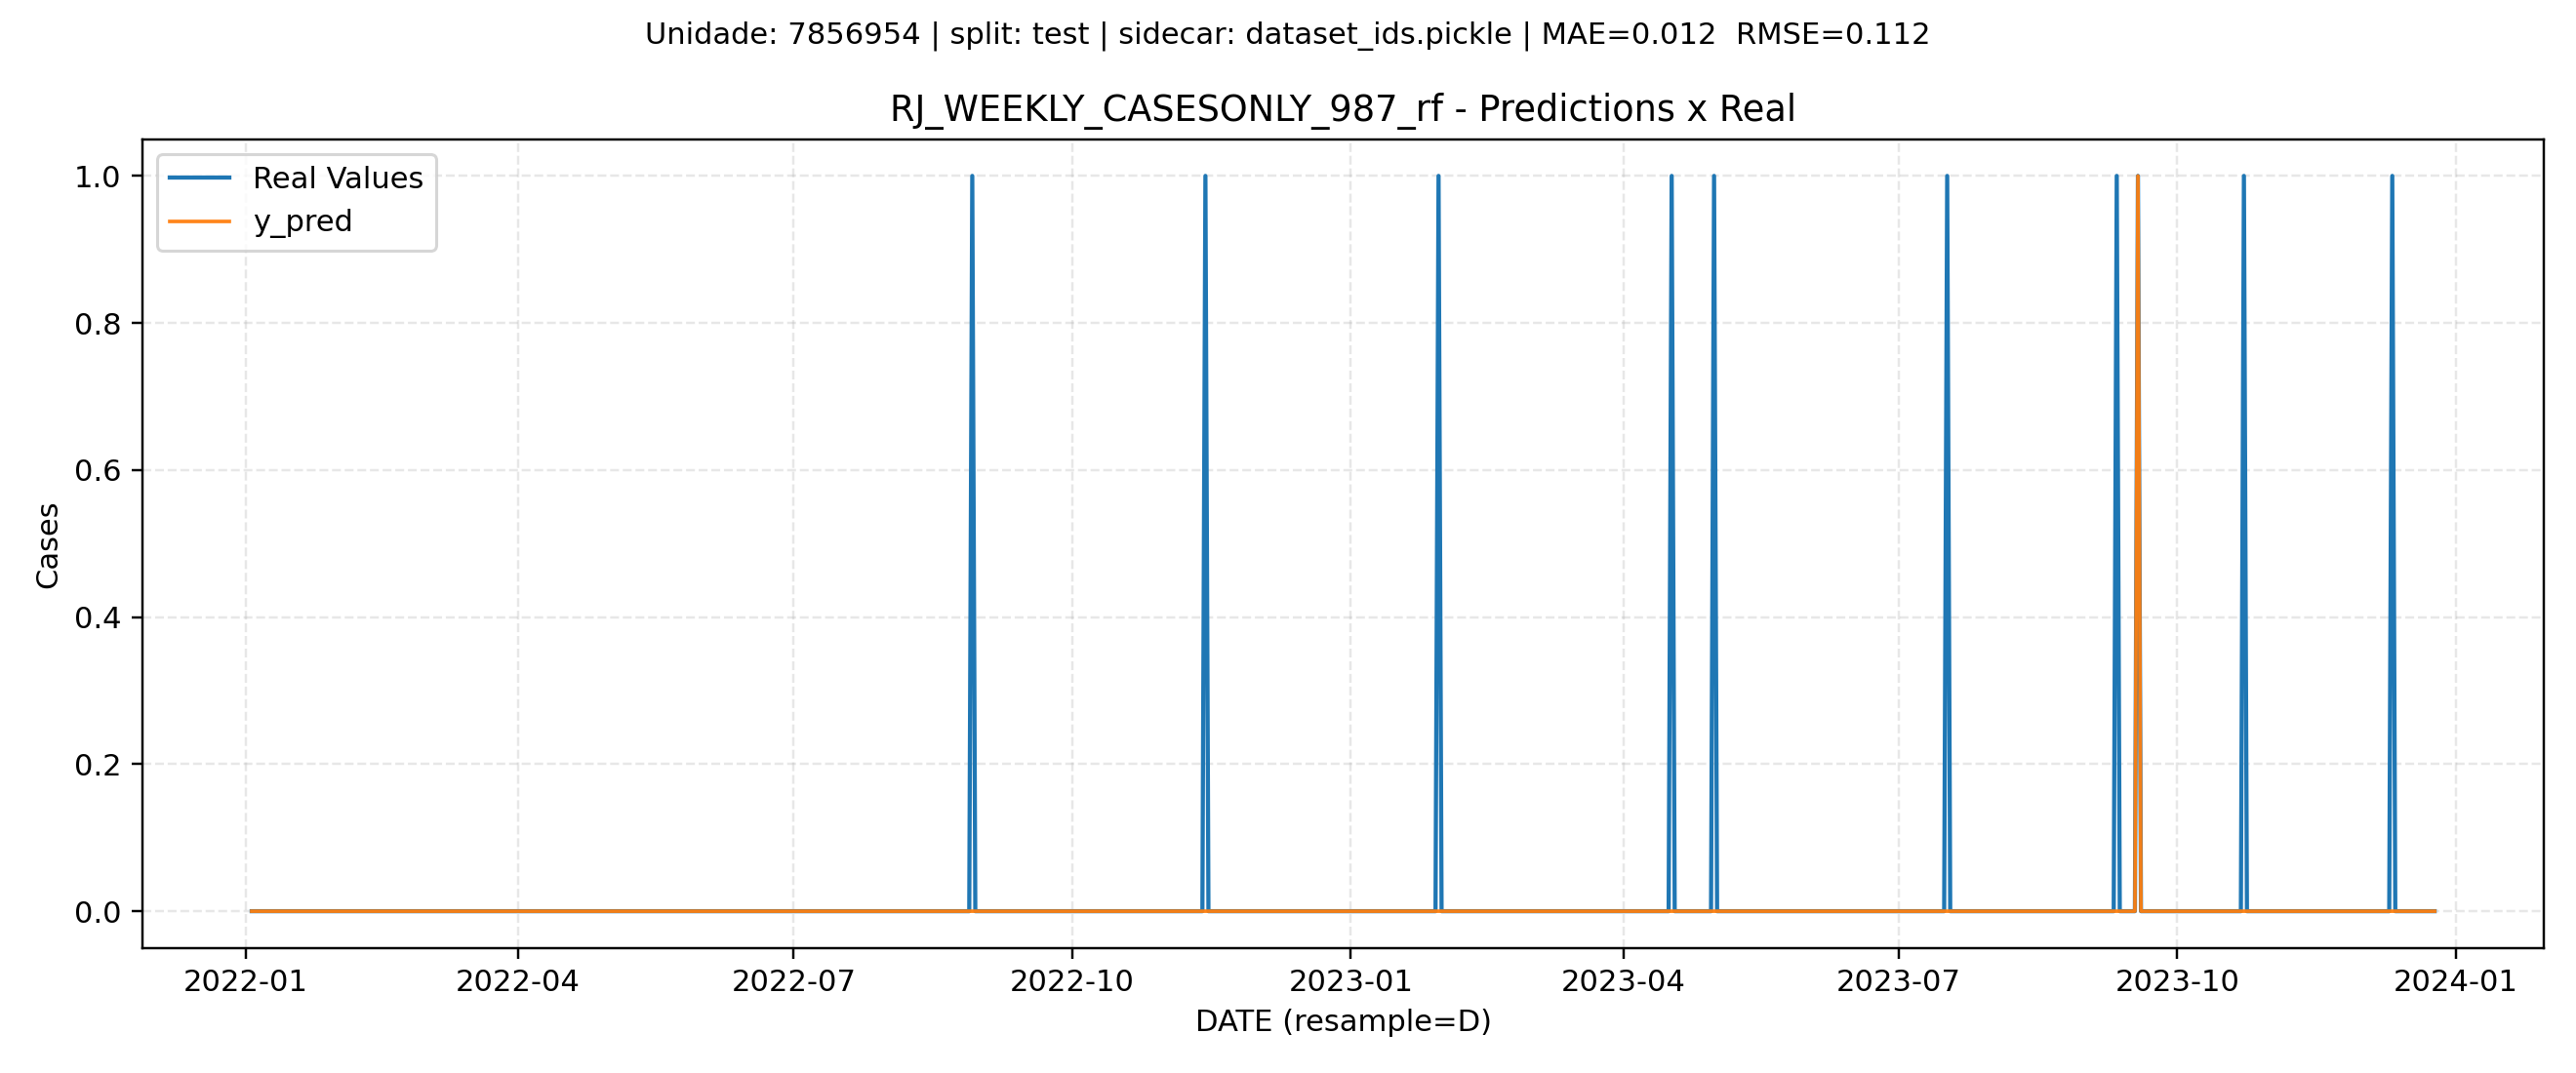 Unidade: 7856954 | split: test | sidecar: dataset_ids.pickle | MAE=0.012  RMSE=0.112
RJ_WEEKLY_CASESONLY_987_rf - Predictions x Real
Real Values
y_pred
1.0
0.8
0.6
0.4
0.2
0.0
Cases
2022-01
2022-04
2022-07
2022-10
2023-01
2023-04
2023-07
2023-10
2024-01
DATE (resample=D)